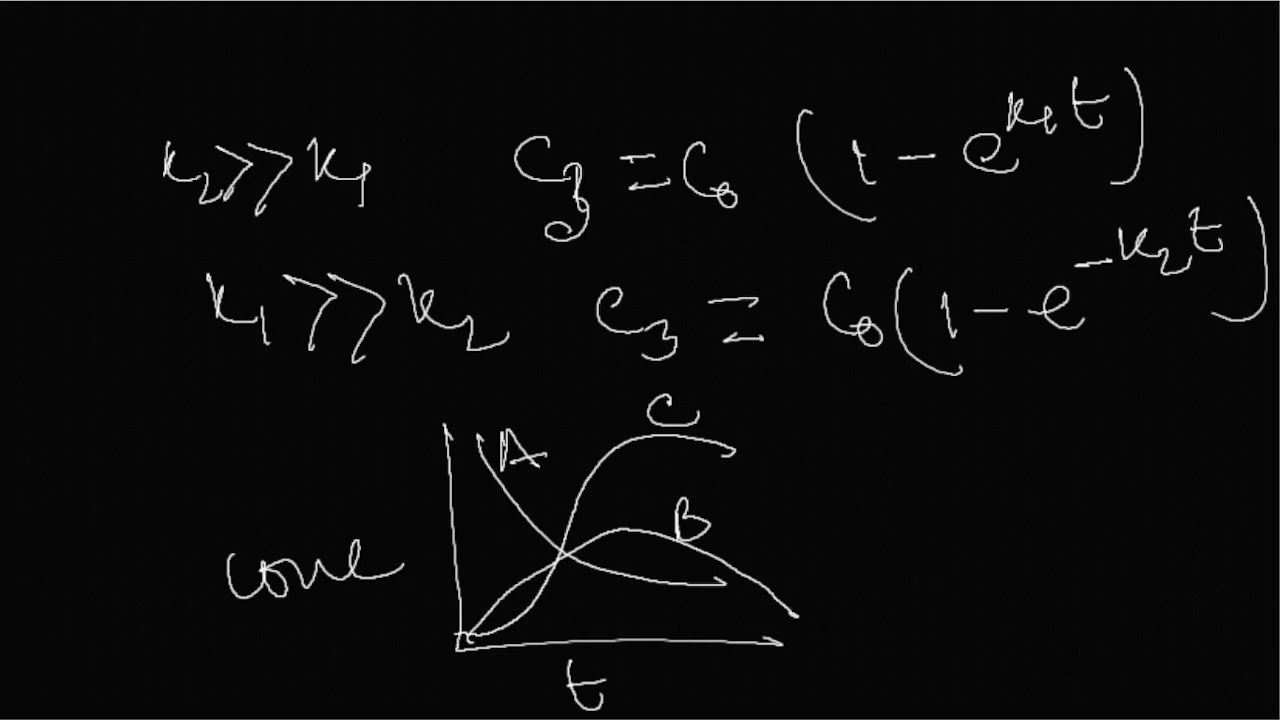 k₂ >> k₁ C₃ = C₀ (1 - e^{k₁t})
k₁ >> k₂ C₃ = C₀ (1 - e^{-k₂t})
C
A
B
conc
t